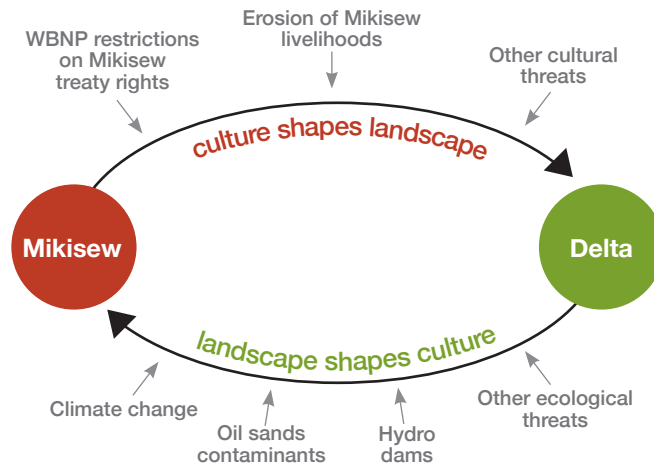 Erosion of Mikisew
livelihoods
WBNP restrictions
on Mikisew
treaty rights
Other cultural
threats
culture shapes landscape
Mikisew
Delta
landscape shapes culture
Climate change
Oil sands
contaminants
Hydro
dams
Other ecological
threats